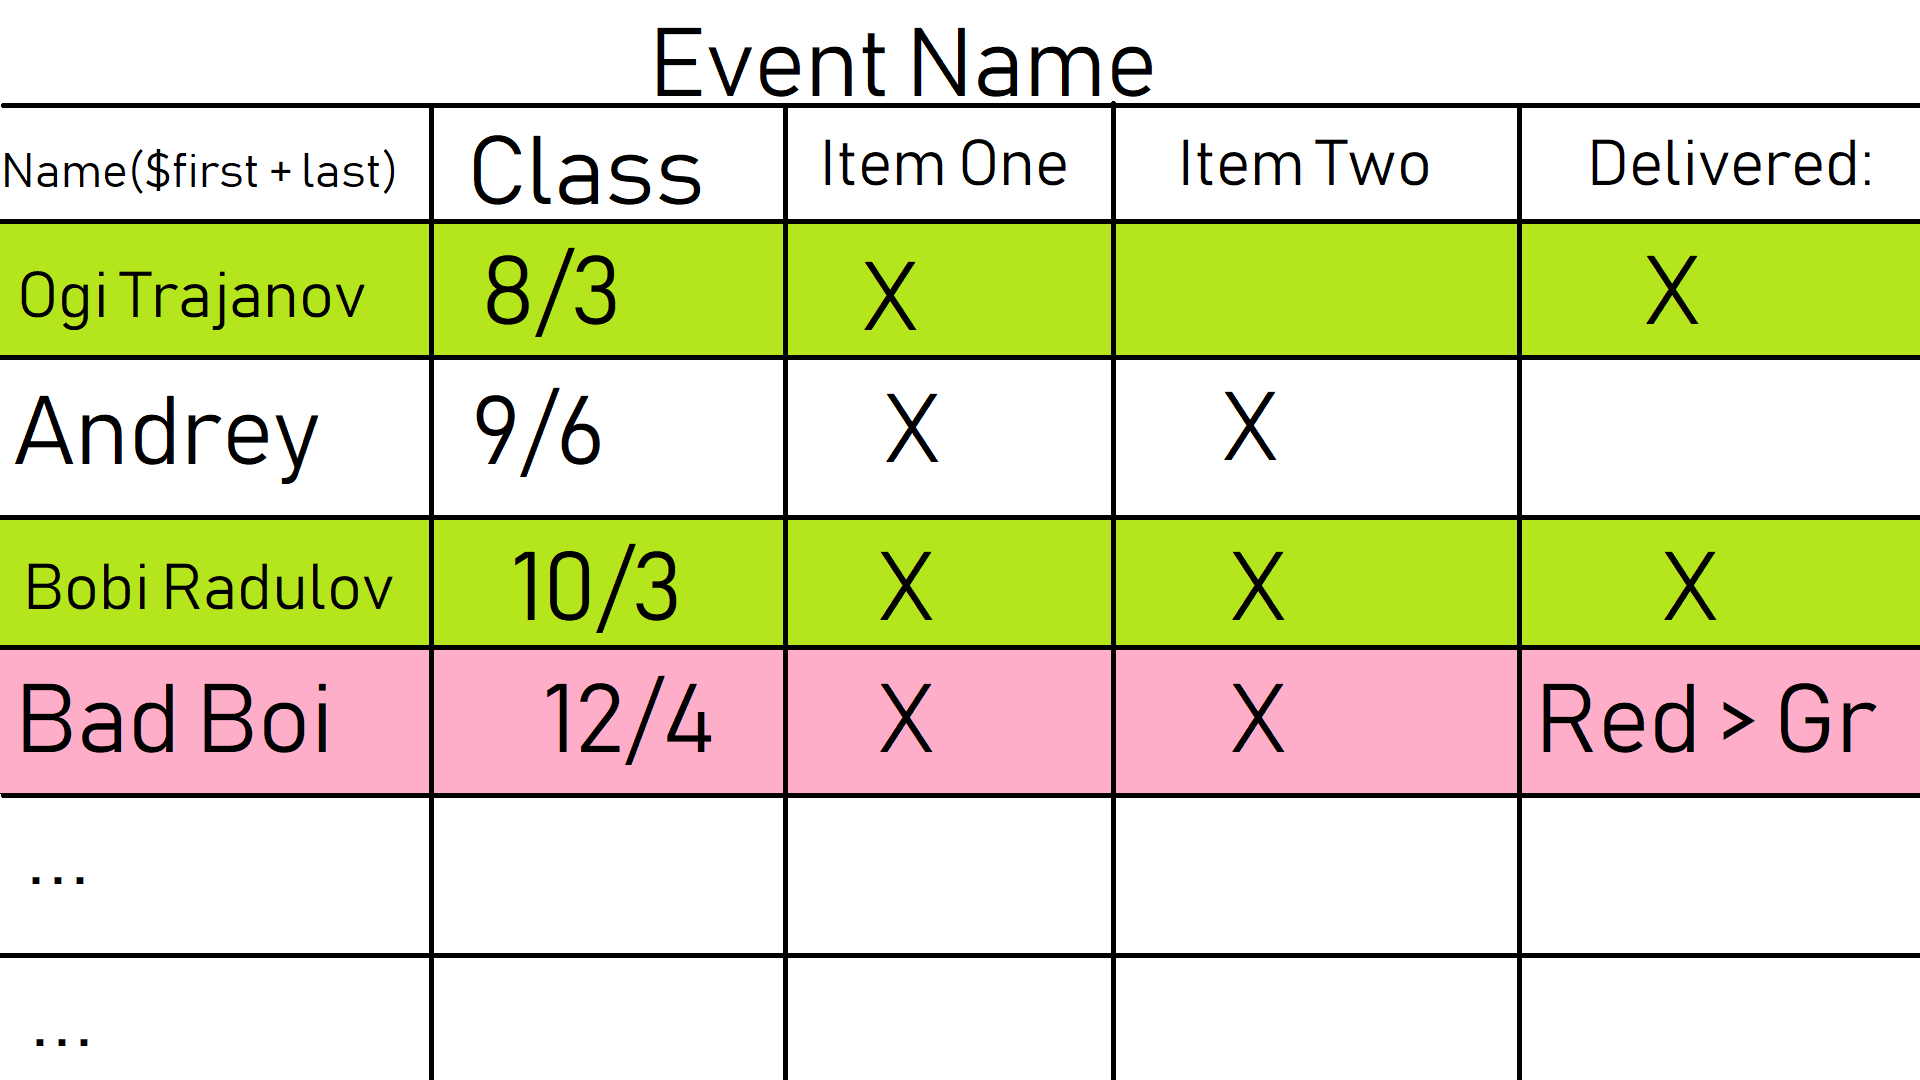 Event Name
Name($first + last) Class Item One Item Two Delivered:
Ogi Trajanov 8/3 X X
Andrey 9/6 X X
Bobi Radulov 10/3 X X X
Bad Boi 12/4 X X Red > Gr
...
...